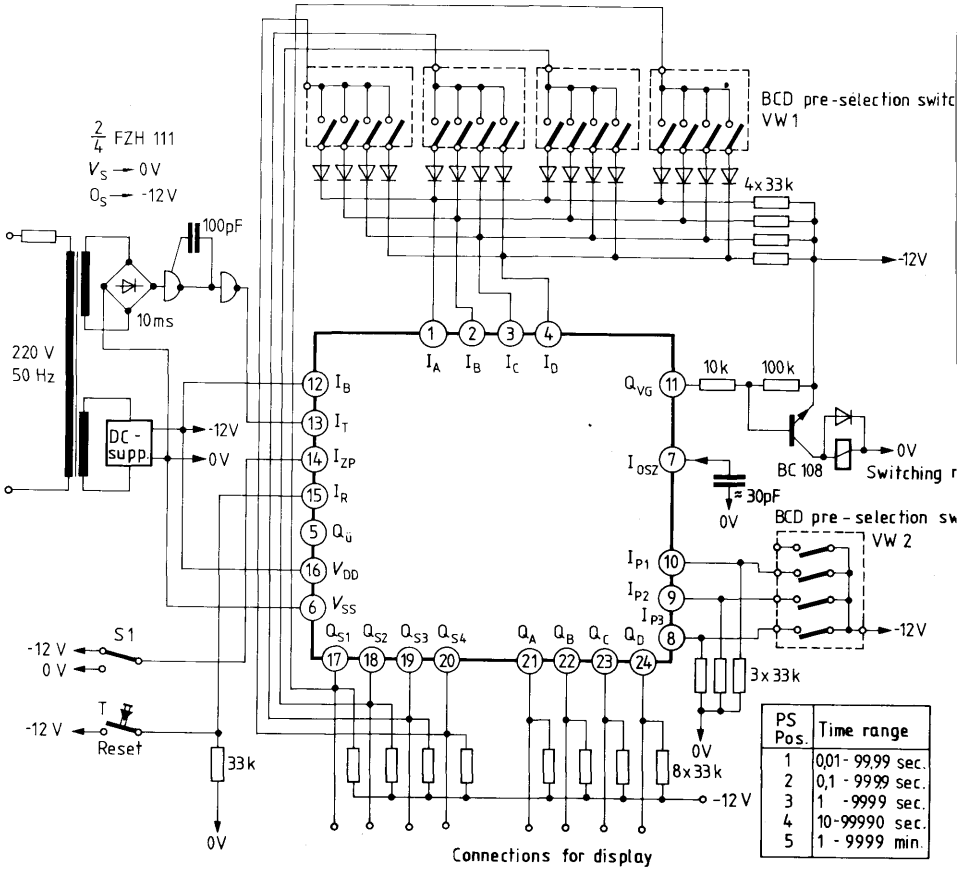 BCD pre-selection switc
VW1
2/4 FZH 111
V_S → 0V
O_S → -12V
100pF
4x33k
-12V
10ms
220 V
50 Hz
1 2 3 4
I_A I_B I_C I_D
12 I_B
13 I_T
14 I_ZP
15 I_R
5 Q_ü
16 V_DD
6 V_SS
DC-
supp.
-12V
0V
Q_VG 11
10k
100k
BC 108
0V
Switching r
I_OSZ 7
≈30pF
0V
BCD pre-selection sw
VW 2
I_P1 10
I_P2 9
I_P3 8
-12V
3x33k
0V
Q_S1 Q_S2 Q_S3 Q_S4 Q_A Q_B Q_C Q_D
17 18 19 20 21 22 23 24
S1
-12V
0V
T
-12V
Reset
33k
0V
8x33k
-12V
Connections for display
PS Pos. Time range
1 0,01- 99,99 sec.
2 0,1 - 999,9 sec.
3 1 -9999 sec.
4 10-99990 sec.
5 1 - 9999 min.